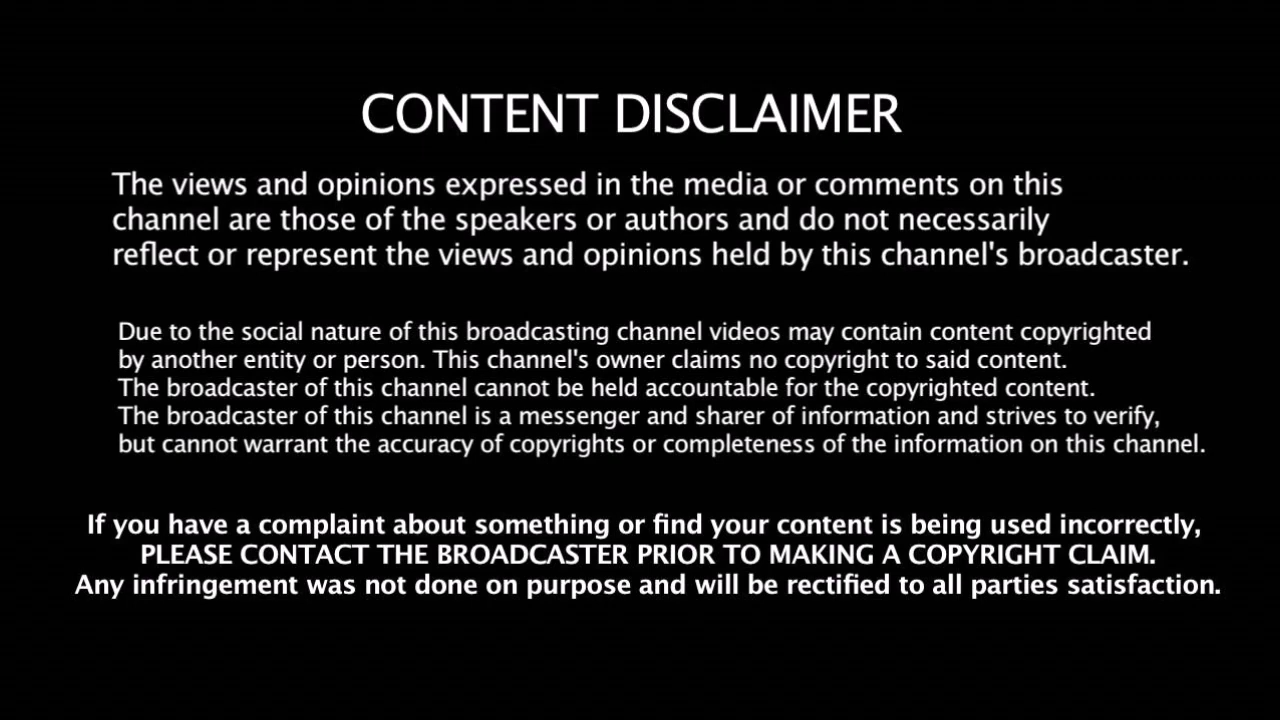 CONTENT DISCLAIMER
The views and opinions expressed in the media or comments on this
channel are those of the speakers or authors and do not necessarily
reflect or represent the views and opinions held by this channel's broadcaster.
Due to the social nature of this broadcasting channel videos may contain content copyrighted
by another entity or person. This channel's owner claims no copyright to said content.
The broadcaster of this channel cannot be held accountable for the copyrighted content.
The broadcaster of this channel is a messenger and sharer of information and strives to verify,
but cannot warrant the accuracy of copyrights or completeness of the information on this channel.
If you have a complaint about something or find your content is being used incorrectly,
PLEASE CONTACT THE BROADCASTER PRIOR TO MAKING A COPYRIGHT CLAIM.
Any infringement was not done on purpose and will be rectified to all parties satisfaction.